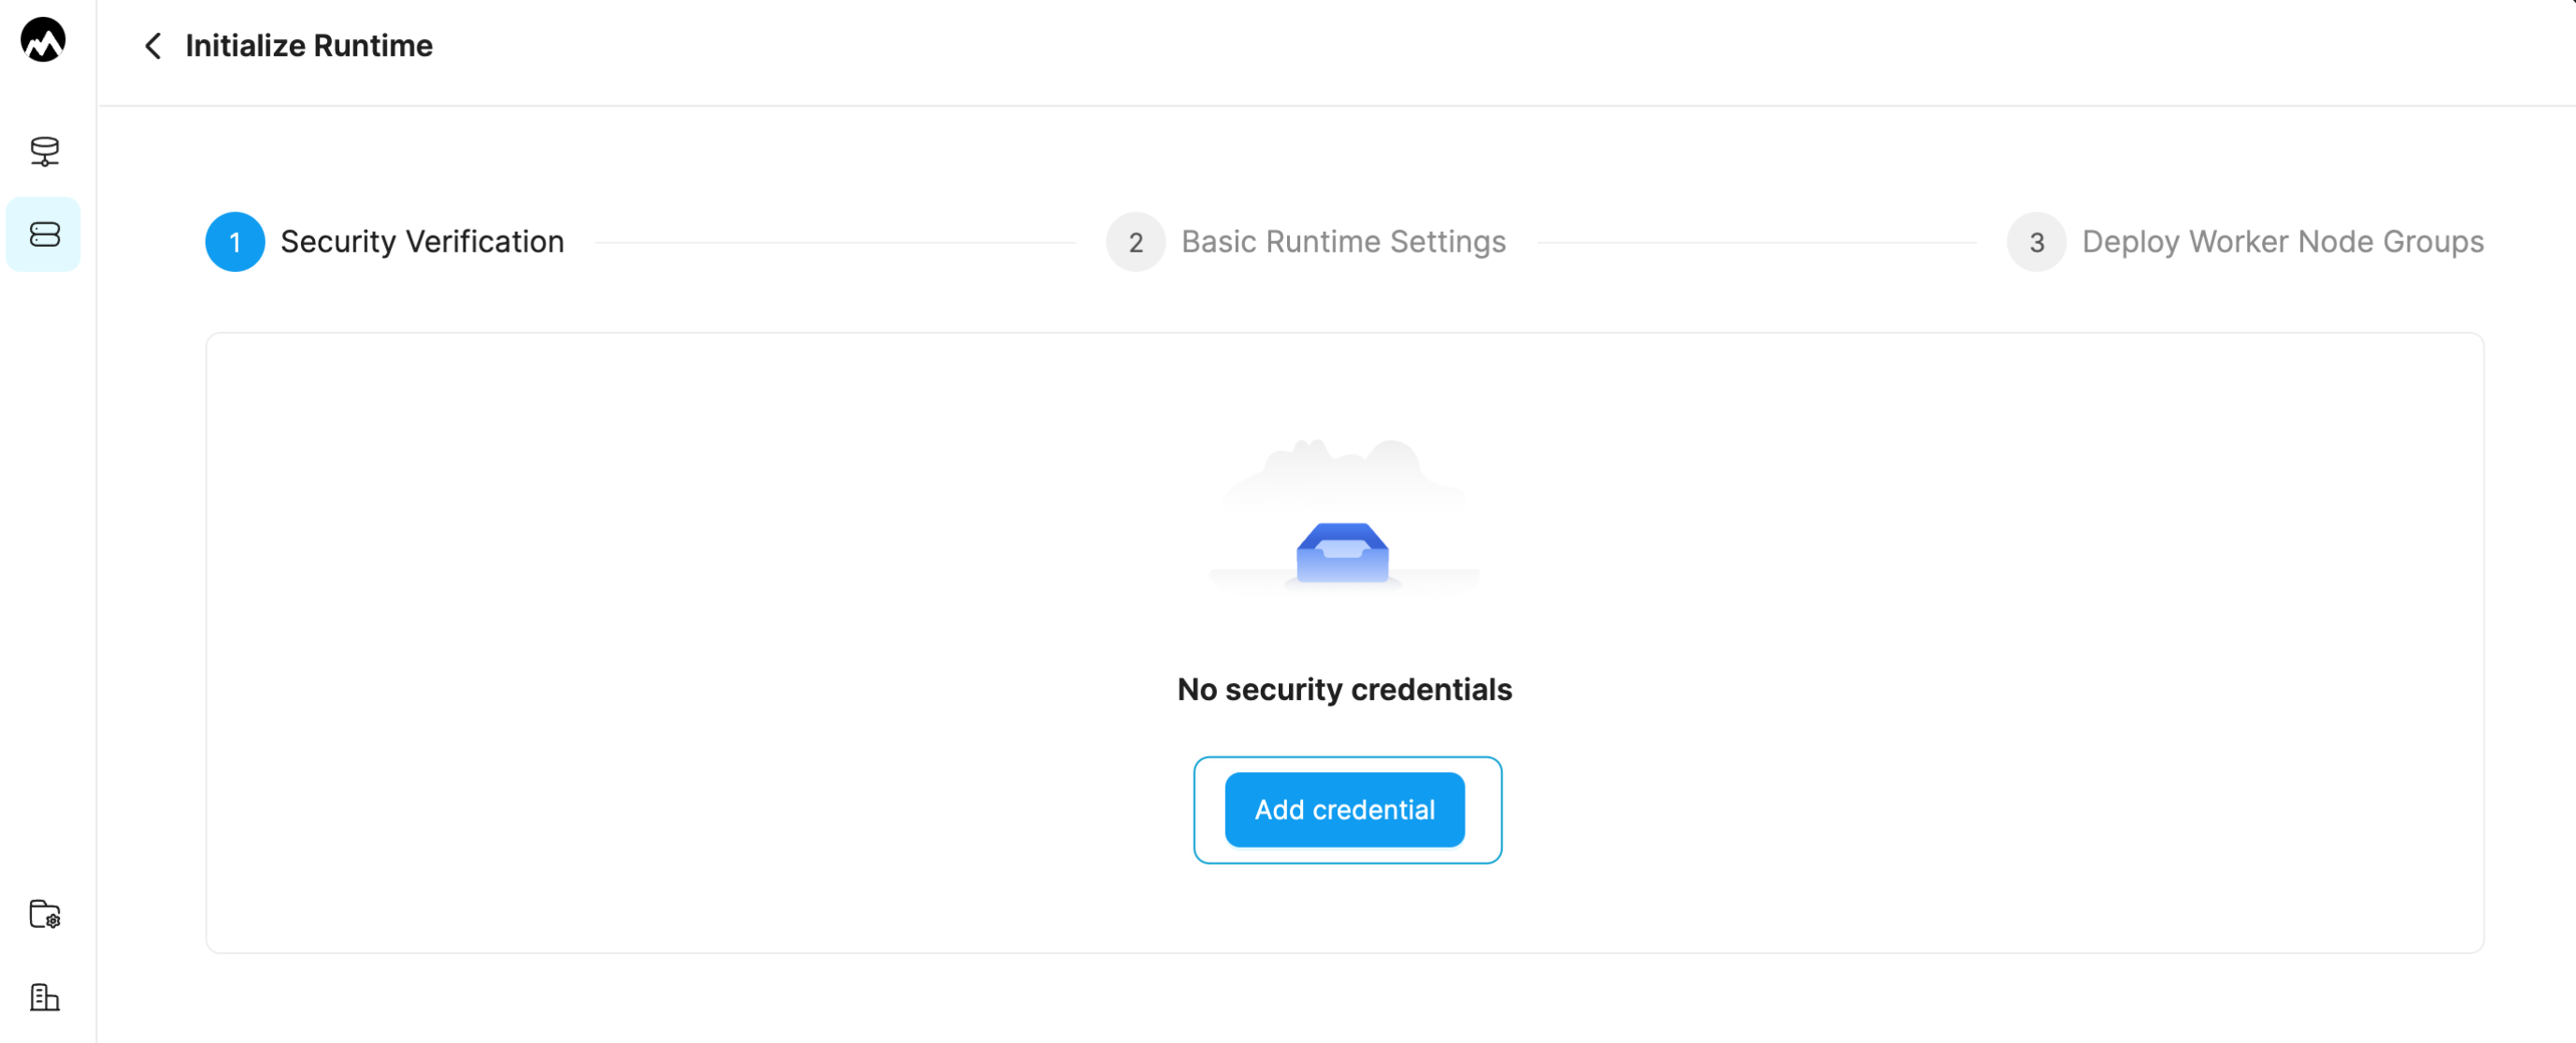 Initialize Runtime
1 Security Verification
2 Basic Runtime Settings
3 Deploy Worker Node Groups
No security credentials
Add credential